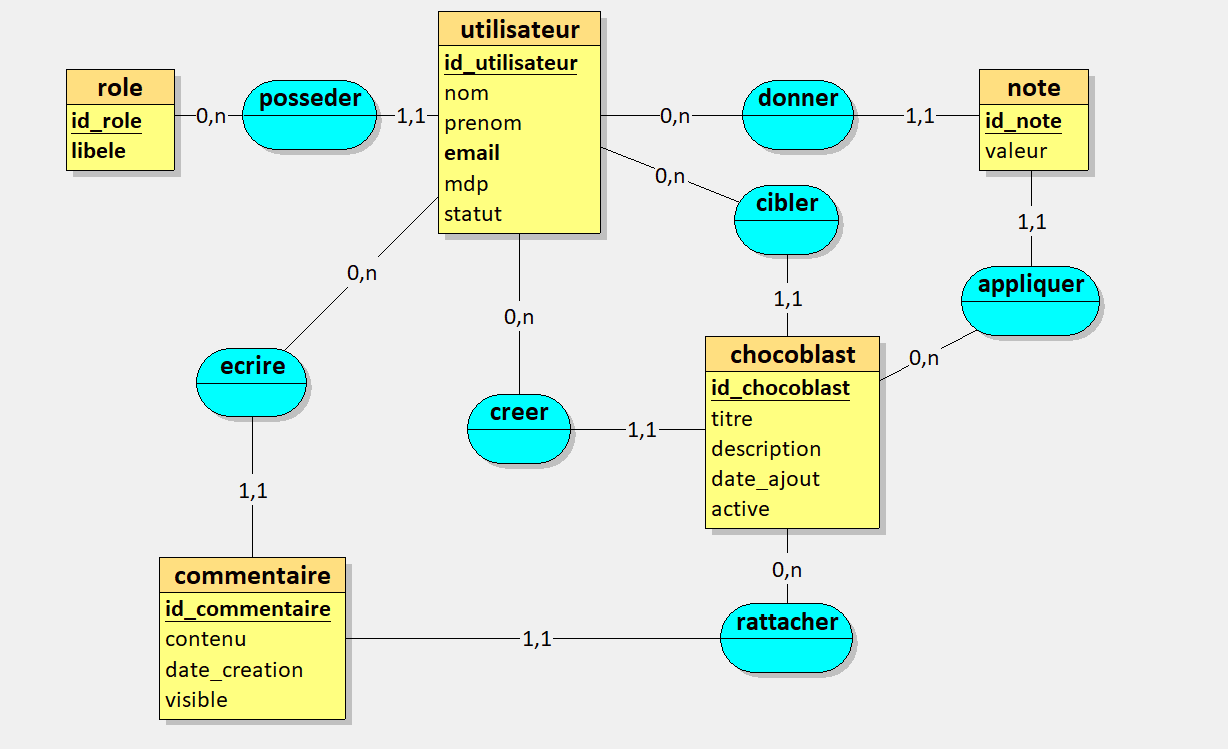 utilisateur
id_utilisateur
nom
prenom
email
mdp
statut
role
id_role
libele
0,n
posseder
1,1
0,n
donner
1,1
note
id_note
valeur
0,n
cibler
1,1
1,1
appliquer
0,n
0,n
ecrire
1,1
0,n
creer
1,1
chocoblast
id_chocoblast
titre
description
date_ajout
active
0,n
rattacher
1,1
commentaire
id_commentaire
contenu
date_creation
visible